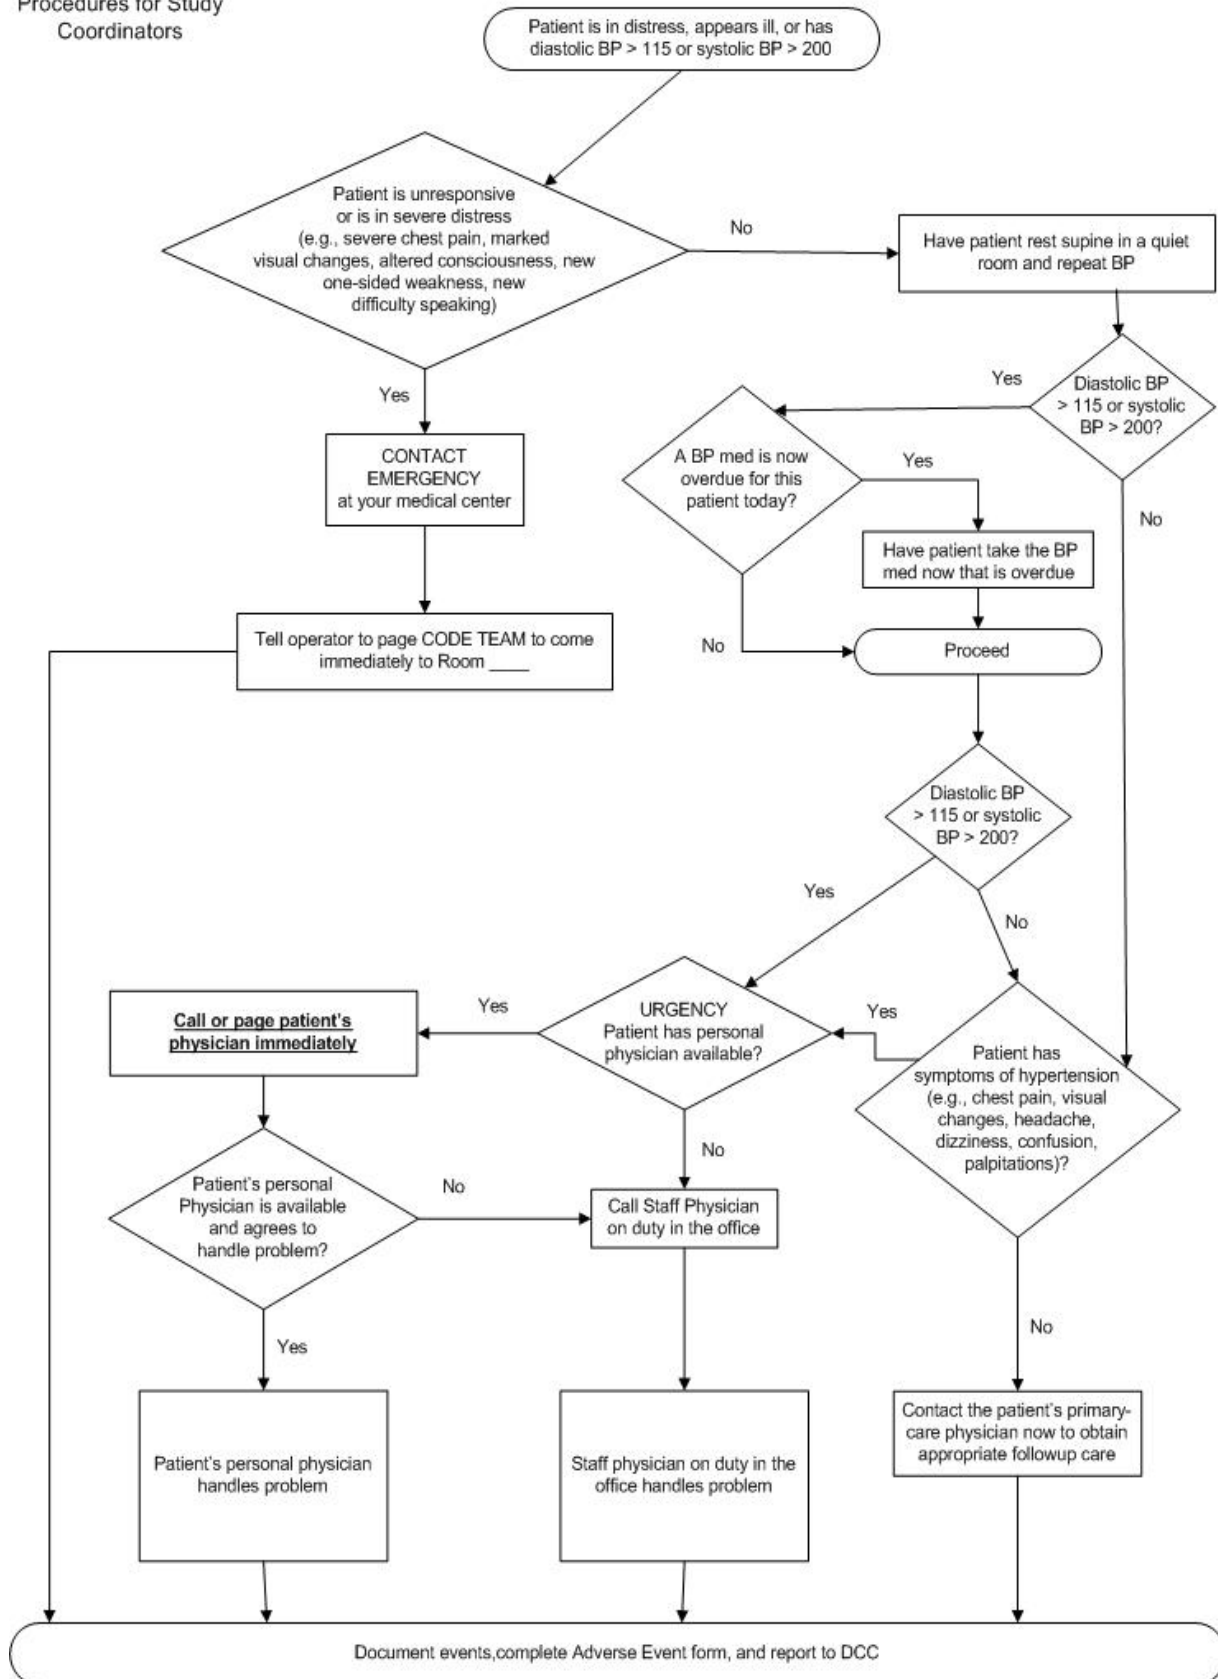 Procedures for Study
Coordinators
Patient is in distress, appears ill, or has
diastolic BP > 115 or systolic BP > 200
Patient is unresponsive
or is in severe distress
(e.g., severe chest pain, marked
visual changes, altered consciousness, new
one-sided weakness, new
difficulty speaking)
No
Have patient rest supine in a quiet
room and repeat BP
Yes
Diastolic BP
> 115 or systolic
BP > 200?
Yes
CONTACT
EMERGENCY
at your medical center
A BP med is now
overdue for this
patient today?
Yes
No
Have patient take the BP
med now that is overdue
Tell operator to page CODE TEAM to come
immediately to Room ____
No
Proceed
Diastolic BP
> 115 or systolic
BP > 200?
Yes
No
Call or page patient's
physician immediately
Yes
URGENCY
Patient has personal
physician available?
Yes
Patient has
symptoms of hypertension
(e.g., chest pain, visual
changes, headache,
dizziness, confusion,
palpitations)?
No
Patient's personal
Physician is available
and agrees to
handle problem?
No
Call Staff Physician
on duty in the office
Yes
No
Patient's personal physician
handles problem
Staff physician on duty in the
office handles problem
Contact the patient's primary-
care physician now to obtain
appropriate followup care
Document events,complete Adverse Event form, and report to DCC